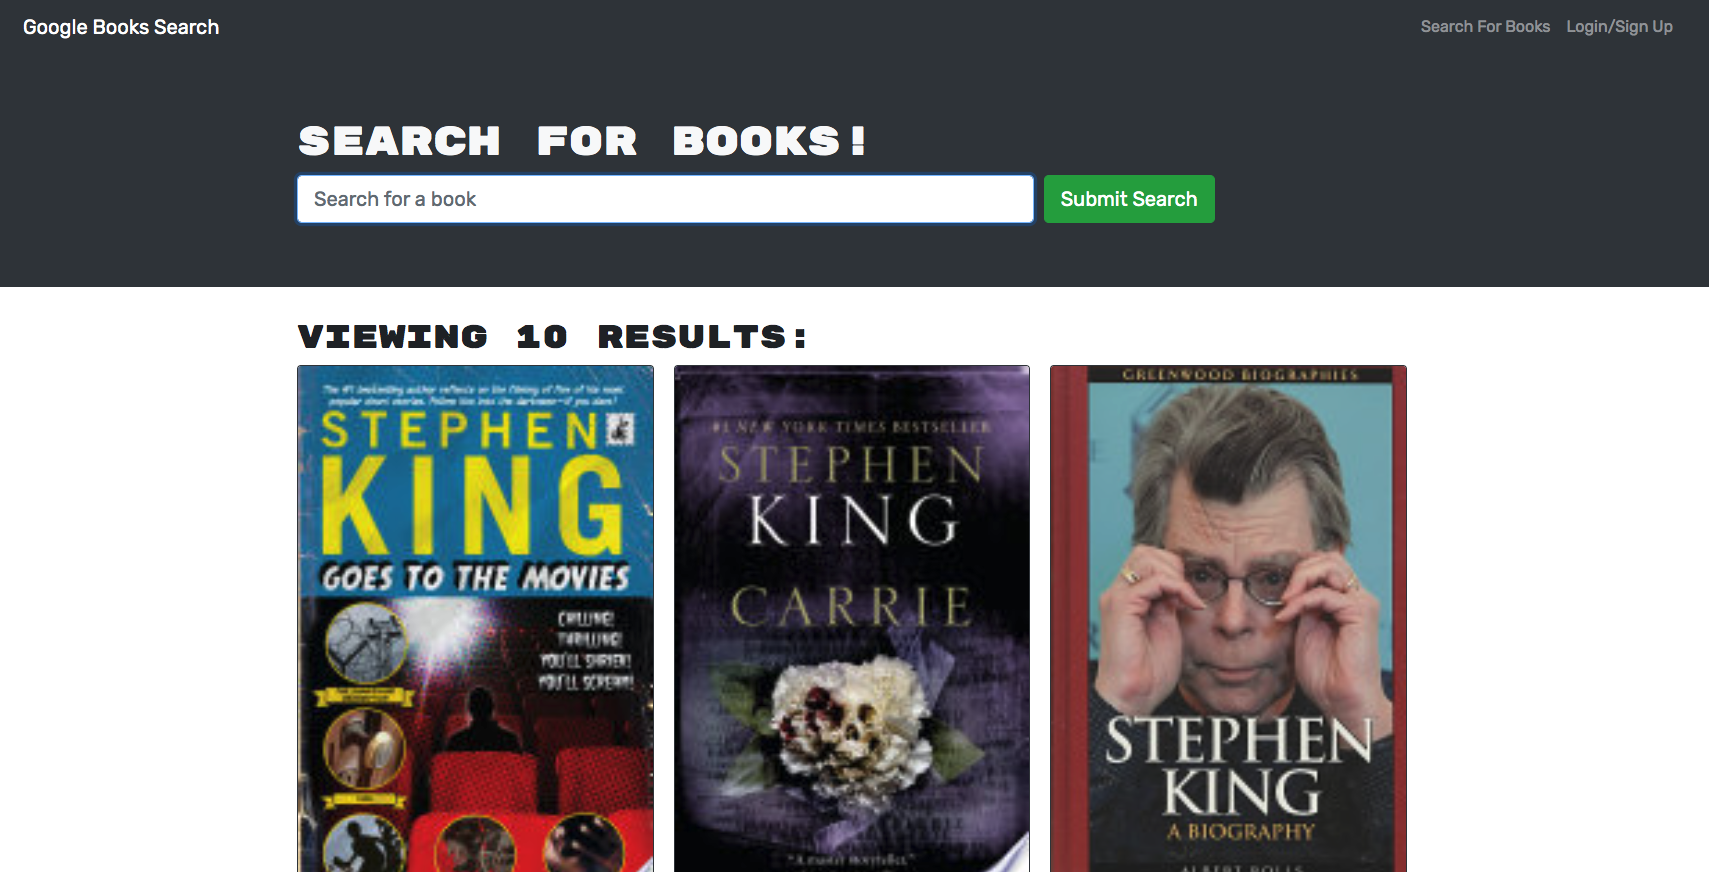 Google Books Search
Search For Books
Login/Sign Up
SEARCH FOR BOOKS!
Search for a book
Submit Search
VIEWING 10 RESULTS:
The #1 bestselling author reflects on the filming of five of his most
popular short stories. Follow him into the darkness—if you dare!
STEPHEN
KING
GOES TO THE MOVIES
CHILLING!
THRILLING!
YOU'LL SHRIEK!
YOU'LL SCREAM!
#1 NEW YORK TIMES BESTSELLER
STEPHEN
KING
CARRIE
"A master storyteller."
GREENWOOD BIOGRAPHIES
STEPHEN
KING
A BIOGRAPHY
ALBERT ROLLS